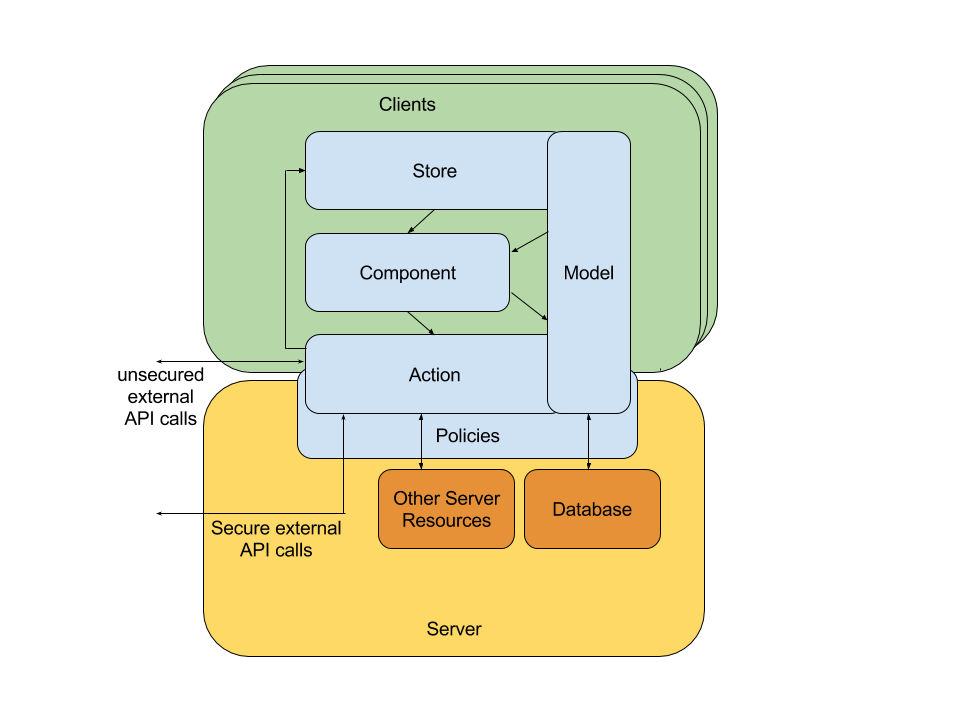 Clients
Store
Component
Model
Action
unsecured
external
API calls
Policies
Other Server
Resources
Database
Secure external
API calls
Server